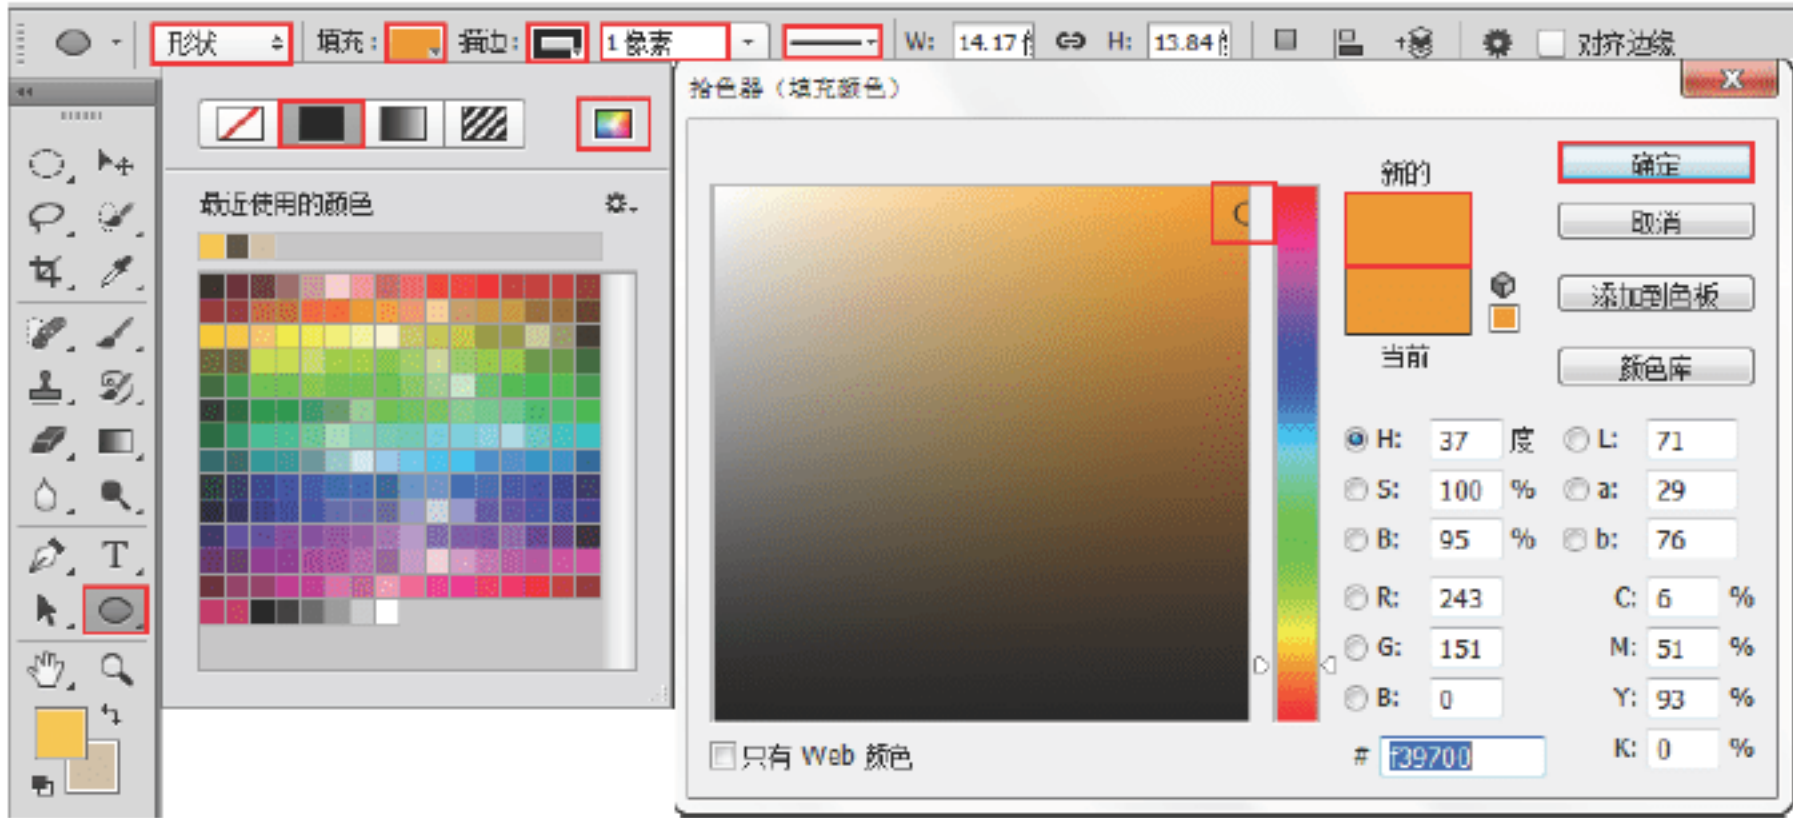 形状 填充: 描边: 1 像素 W: 14.17 H: 13.84 对齐边缘
拾色器（填充颜色）
最近使用的颜色
T
新的
当前
确定
取消
添加到色板
颜色库
H: 37 度 L: 71
S: 100 % a: 29
B: 95 % b: 76
R: 243 C: 6 %
G: 151 M: 51 %
B: 0 Y: 93 %
# f39700 K: 0 %
只有 Web 颜色